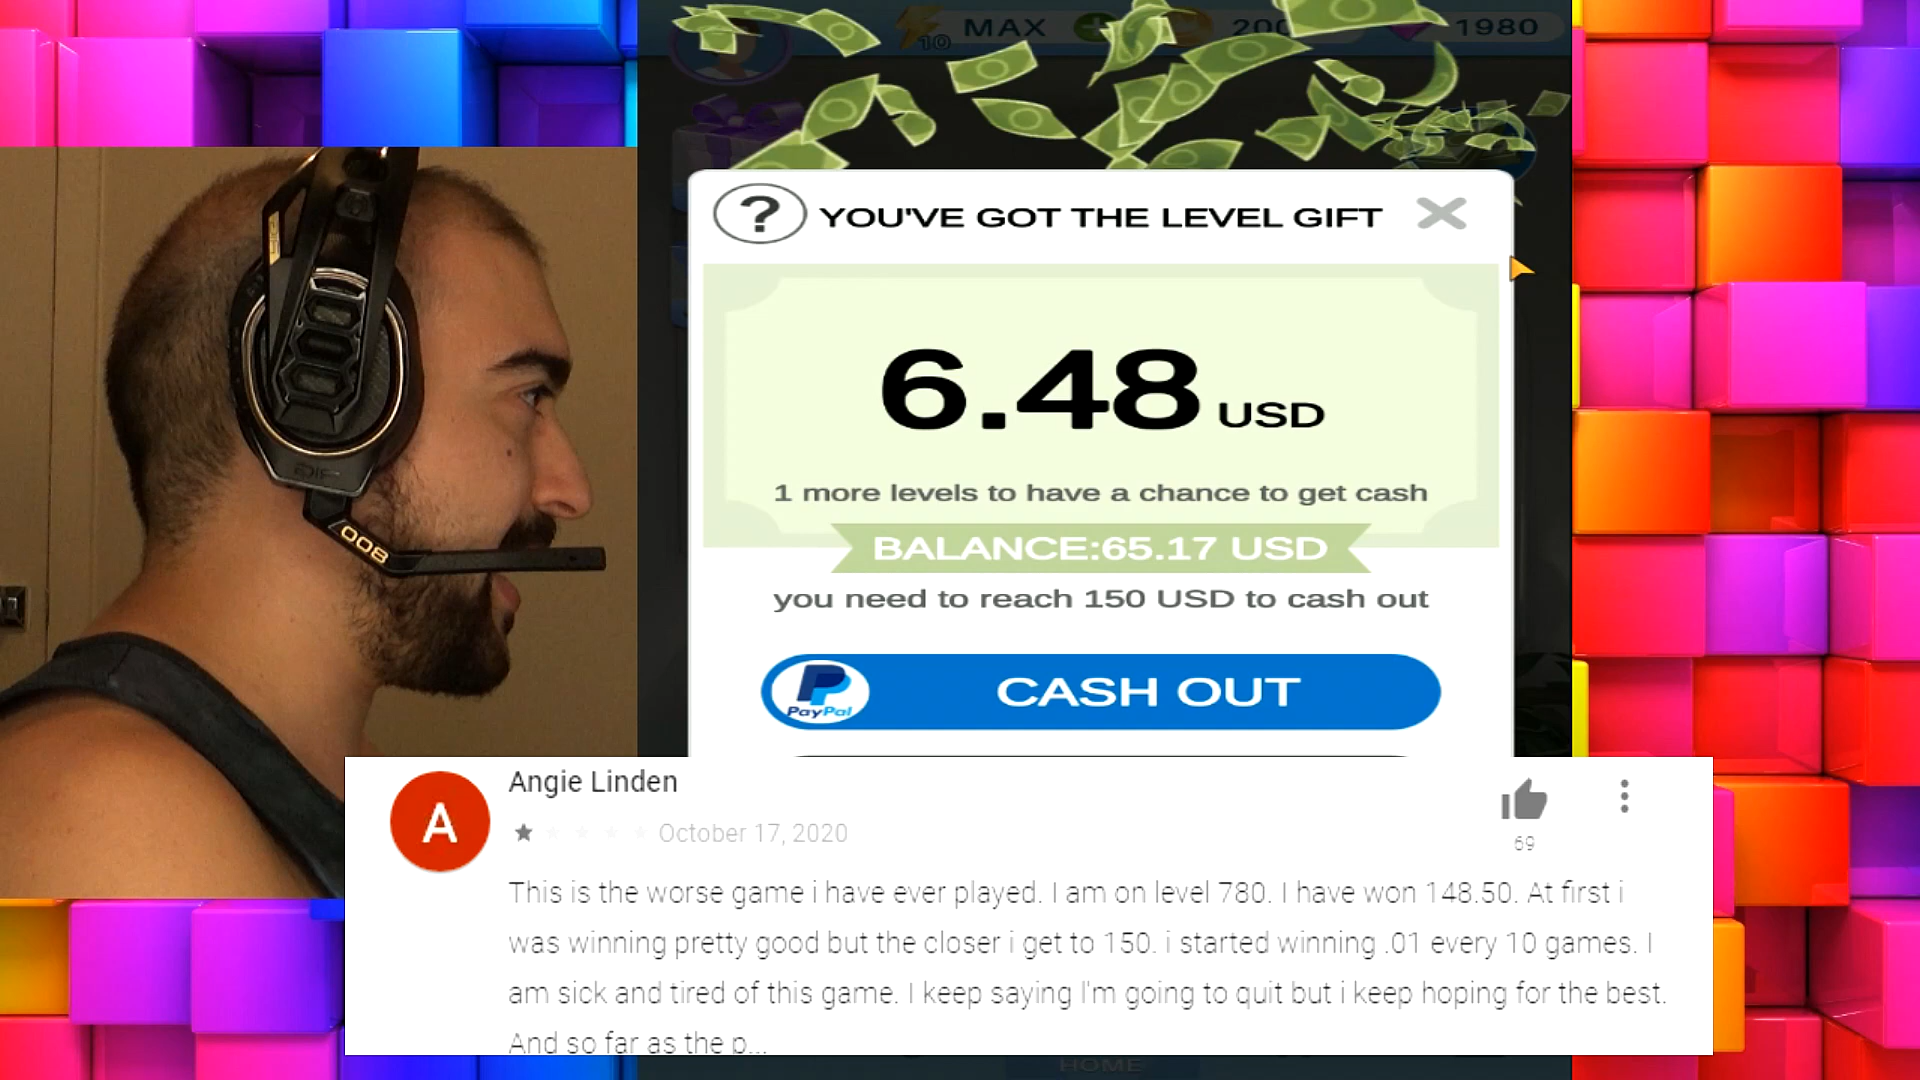 10 MAX
1980
? YOU'VE GOT THE LEVEL GIFT
6.48 USD
1 more levels to have a chance to get cash
BALANCE:65.17 USD
you need to reach 150 USD to cash out
PayPal CASH OUT
800
A
Angie Linden
October 17, 2020
69
This is the worse game i have ever played. I am on level 780. I have won 148.50. At first i
was winning pretty good but the closer i get to 150. i started winning .01 every 10 games. I
am sick and tired of this game. I keep saying I'm going to quit but i keep hoping for the best.
And so far as the p...
HOME